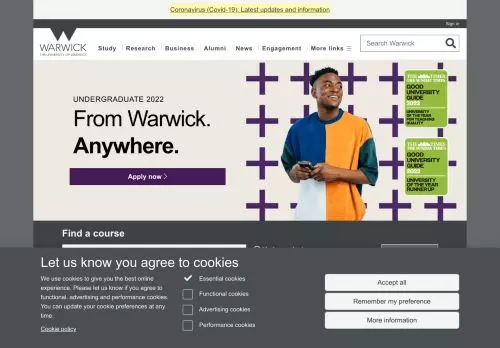 Coronavirus (Covid-19): Latest updates and information
Sign in
WARWICK
THE UNIVERSITY OF WARWICK
Study Research Business Alumni News Engagement More links
Search Warwick
UNDERGRADUATE 2022
From Warwick.
Anywhere.
Apply now
THE TIMES
THE SUNDAY TIMES
GOOD
UNIVERSITY
GUIDE
2022
UNIVERSITY
OF THE YEAR
FOR TEACHING
QUALITY
THE TIMES
THE SUNDAY TIMES
GOOD
UNIVERSITY
GUIDE
2022
UNIVERSITY
OF THE YEAR
RUNNER UP
Find a course
Let us know you agree to cookies
We use cookies to give you the best online
experience. Please let us know if you agree to
functional, advertising and performance cookies.
You can update your cookie preferences at any
time.
Cookie policy
Essential cookies
Functional cookies
Advertising cookies
Performance cookies
Accept all
Remember my preference
More information